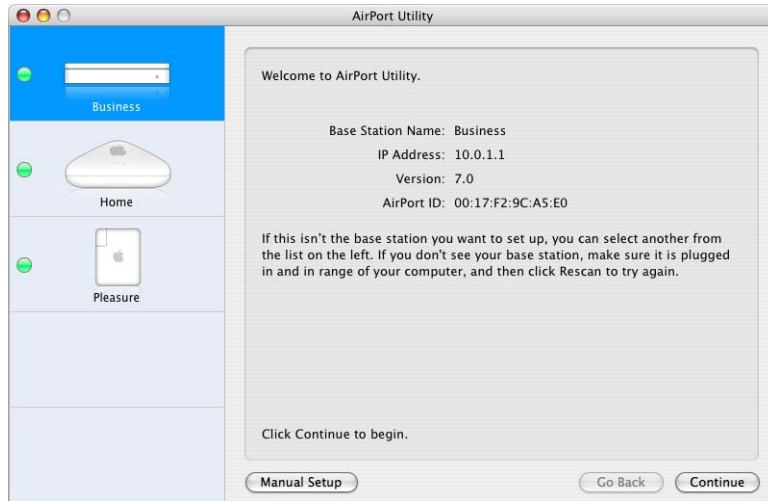 AirPort Utility
Business
Home
Pleasure
Welcome to AirPort Utility.
Base Station Name: Business
IP Address: 10.0.1.1
Version: 7.0
AirPort ID: 00:17:F2:9C:A5:E0
If this isn't the base station you want to set up, you can select another from
the list on the left. If you don't see your base station, make sure it is plugged
in and in range of your computer, and then click Rescan to try again.
Click Continue to begin.
Manual Setup
Go Back
Continue